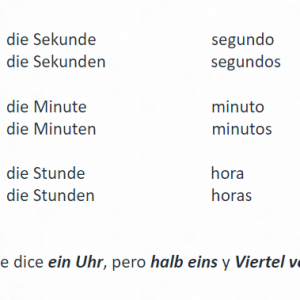 die Sekunde segundo
die Sekunden segundos
die Minute minuto
die Minuten minutos
die Stunde hora
die Stunden horas
dice ein Uhr, pero halb eins y Viertel